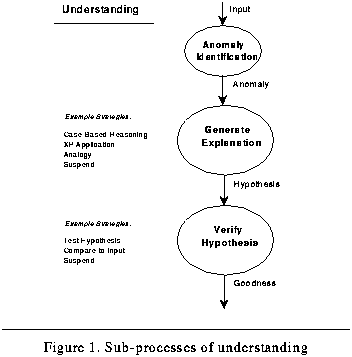 Understanding
Input
Anomaly
Identification
Anomaly
Example Strategies:
Case Based Reasoning
XP Application
Analogy
Suspend
Generate
Explanation
Hypothesis
Example Strategies:
Test Hypothesis
Compare to Input
Suspend
Verify
Hypothesis
Goodness
Figure 1. Sub-processes of understanding